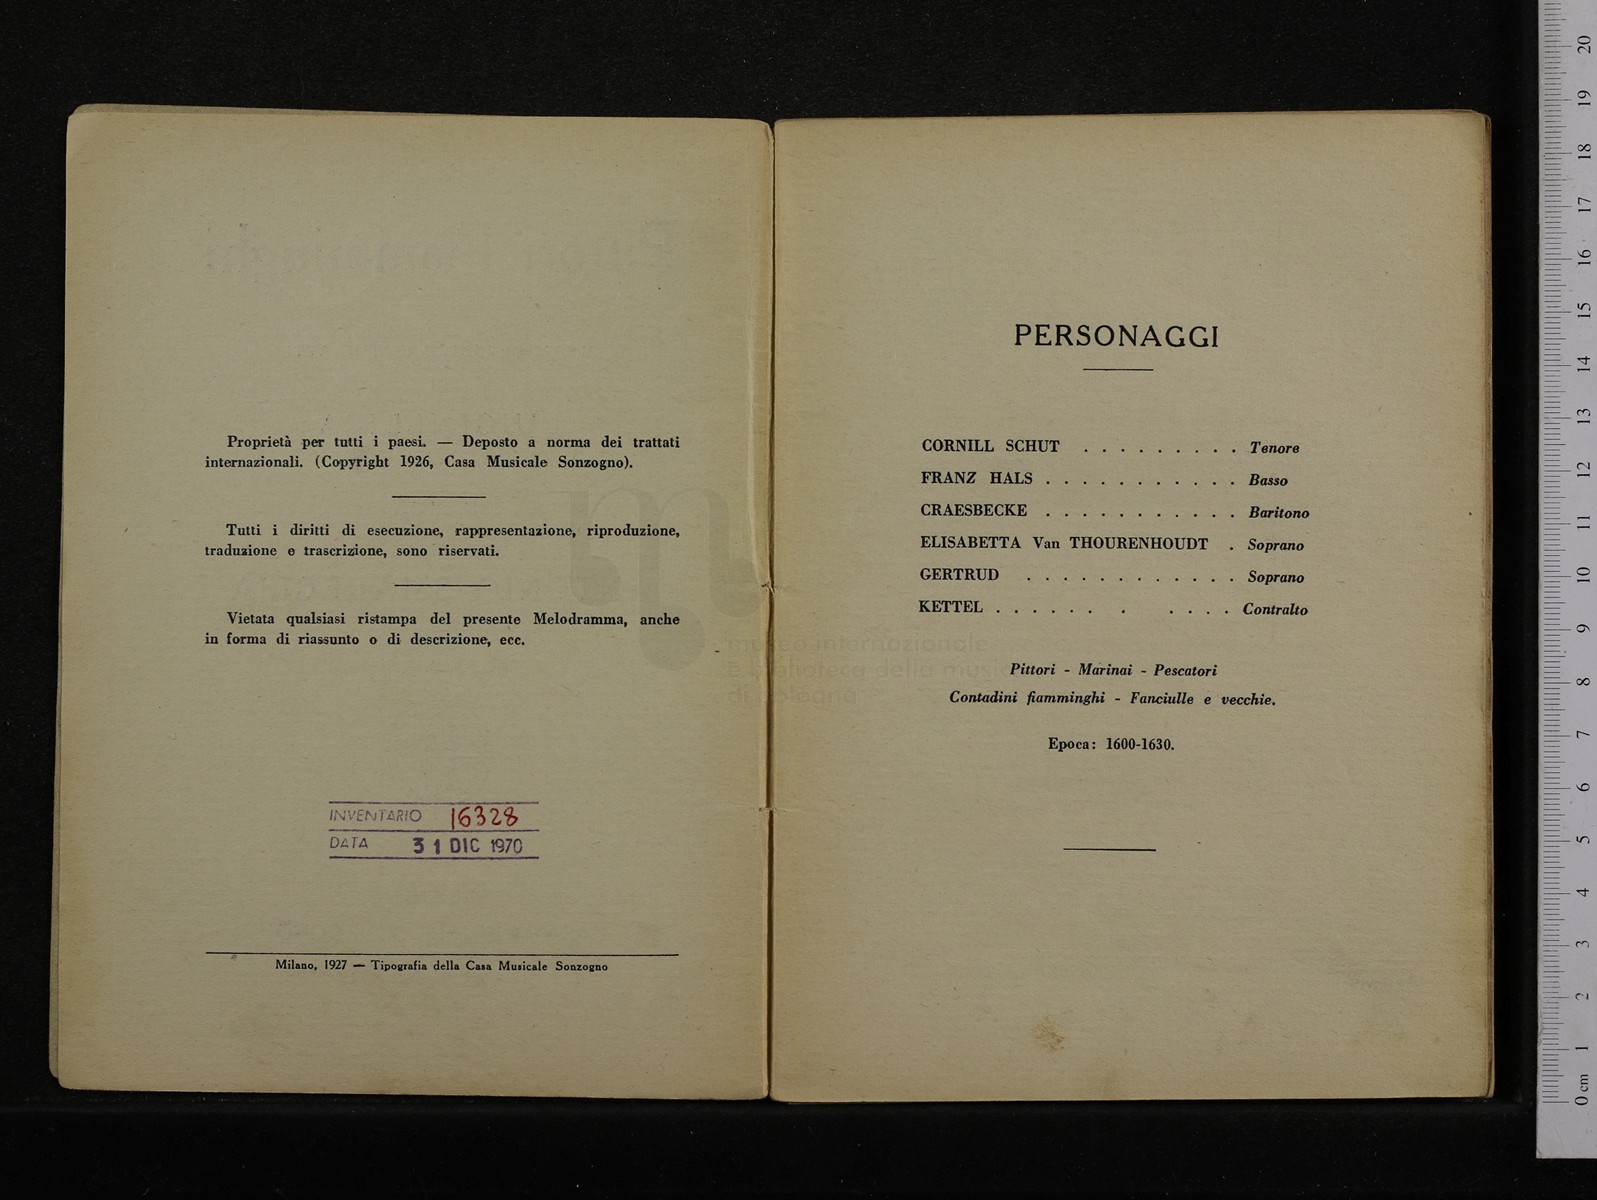 Proprietà per tutti i paesi. — Deposto a norma dei trattati
internazionali. (Copyright 1926, Casa Musicale Sonzogno).
Tutti i diritti di esecuzione, rappresentazione, riproduzione,
traduzione e trascrizione, sono riservati.
Vietata qualsiasi ristampa del presente Melodramma, anche
in forma di riassunto o di descrizione, ecc.
INVENTARIO 16328
DATA 31 DIC 1970
Milano, 1927 — Tipografia della Casa Musicale Sonzogno
PERSONAGGI
CORNILL SCHUT . . . . . . . . . Tenore
FRANZ HALS . . . . . . . . . . . Basso
CRAESBECKE . . . . . . . . . . . Baritono
ELISABETTA Van THOURENHOUDT . Soprano
GERTRUD . . . . . . . . . . . . Soprano
KETTEL . . . . . . . . . . . Contralto
Pittori - Marinai - Pescatori
Contadini fiamminghi - Fanciulle e vecchie.
Epoca: 1600-1630.
museo internazionale
e biblioteca della musica
di bologna
20
19
18
17
16
15
14
13
12
11
10
9
8
7
6
5
4
3
2
1
0 cm